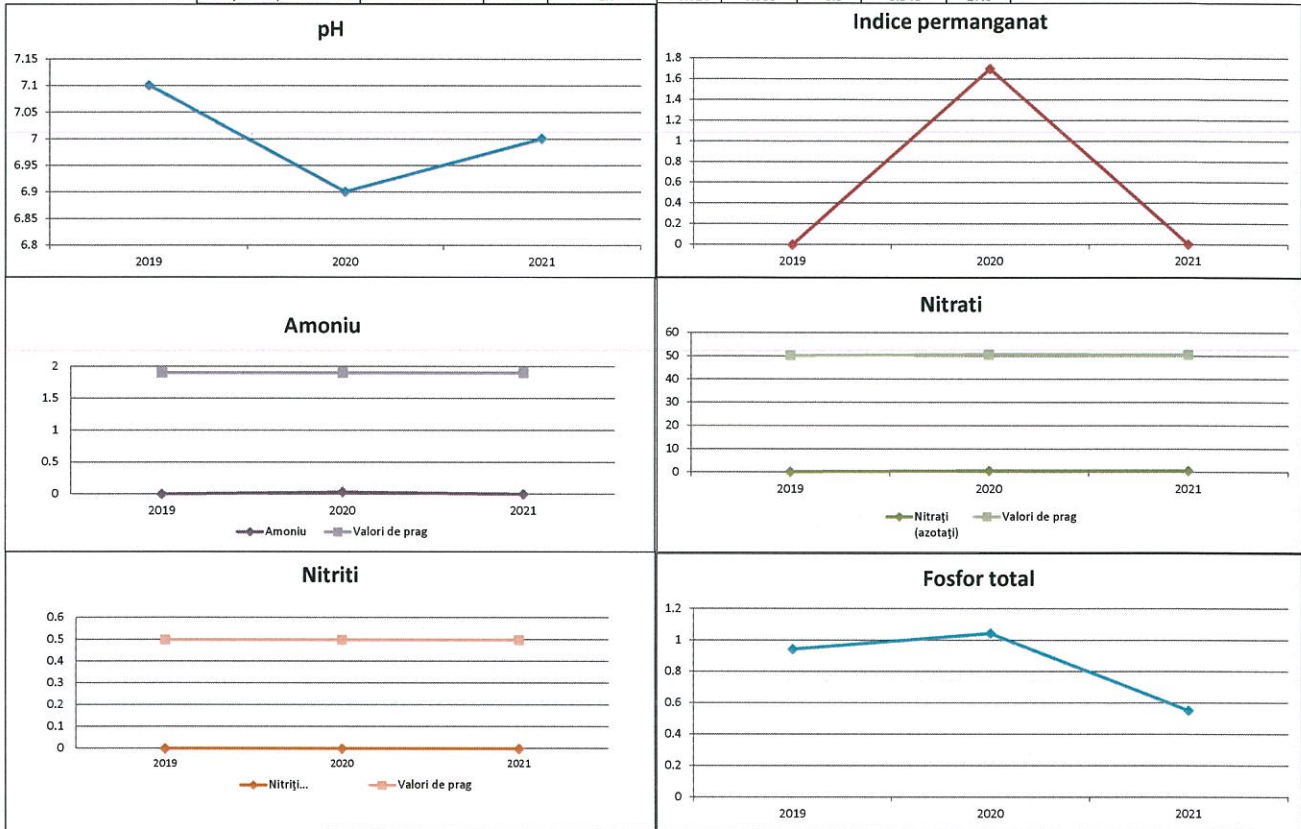 pH
7.15
7.1
7.05
7
6.95
6.9
6.85
6.8
2019 2020 2021
Indice permanganat
1.8
1.6
1.4
1.2
1
0.8
0.6
0.4
0.2
0
2019 2020 2021
Amoniu
2
1.5
1
0.5
0
2019 2020 2021
Amoniu Valori de prag
Nitrati
60
50
40
30
20
10
0
2019 2020 2021
Nitrați Valori de prag
(azotați)
Nitriti
0.6
0.5
0.4
0.3
0.2
0.1
0
2019 2020 2021
Nitriți... Valori de prag
Fosfor total
1.2
1
0.8
0.6
0.4
0.2
0
2019 2020 2021